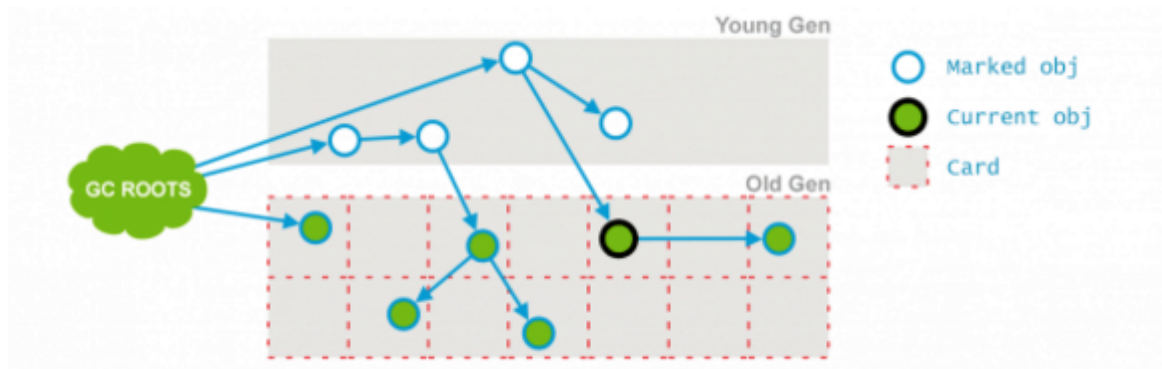 Young Gen
Marked obj
Current obj
Card
GC ROOTS
Old Gen